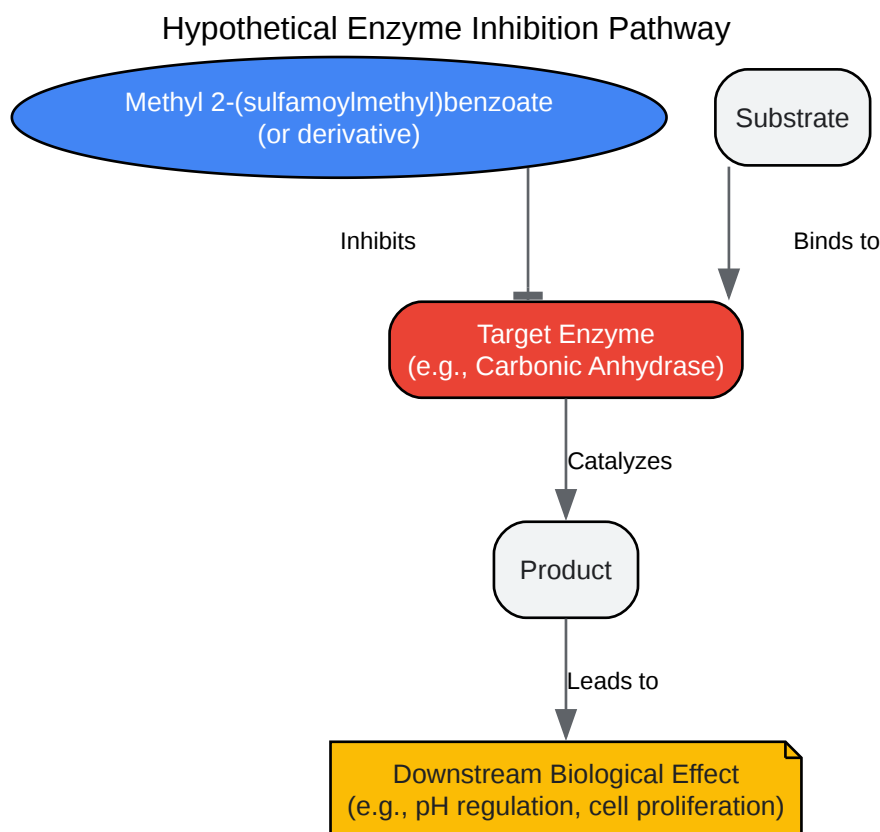 Hypothetical Enzyme Inhibition Pathway
Methyl 2-(sulfamoylmethyl)benzoate
(or derivative)
Substrate
Inhibits
Binds to
Target Enzyme
(e.g., Carbonic Anhydrase)
Catalyzes
Product
Leads to
Downstream Biological Effect
(e.g., pH regulation, cell proliferation)